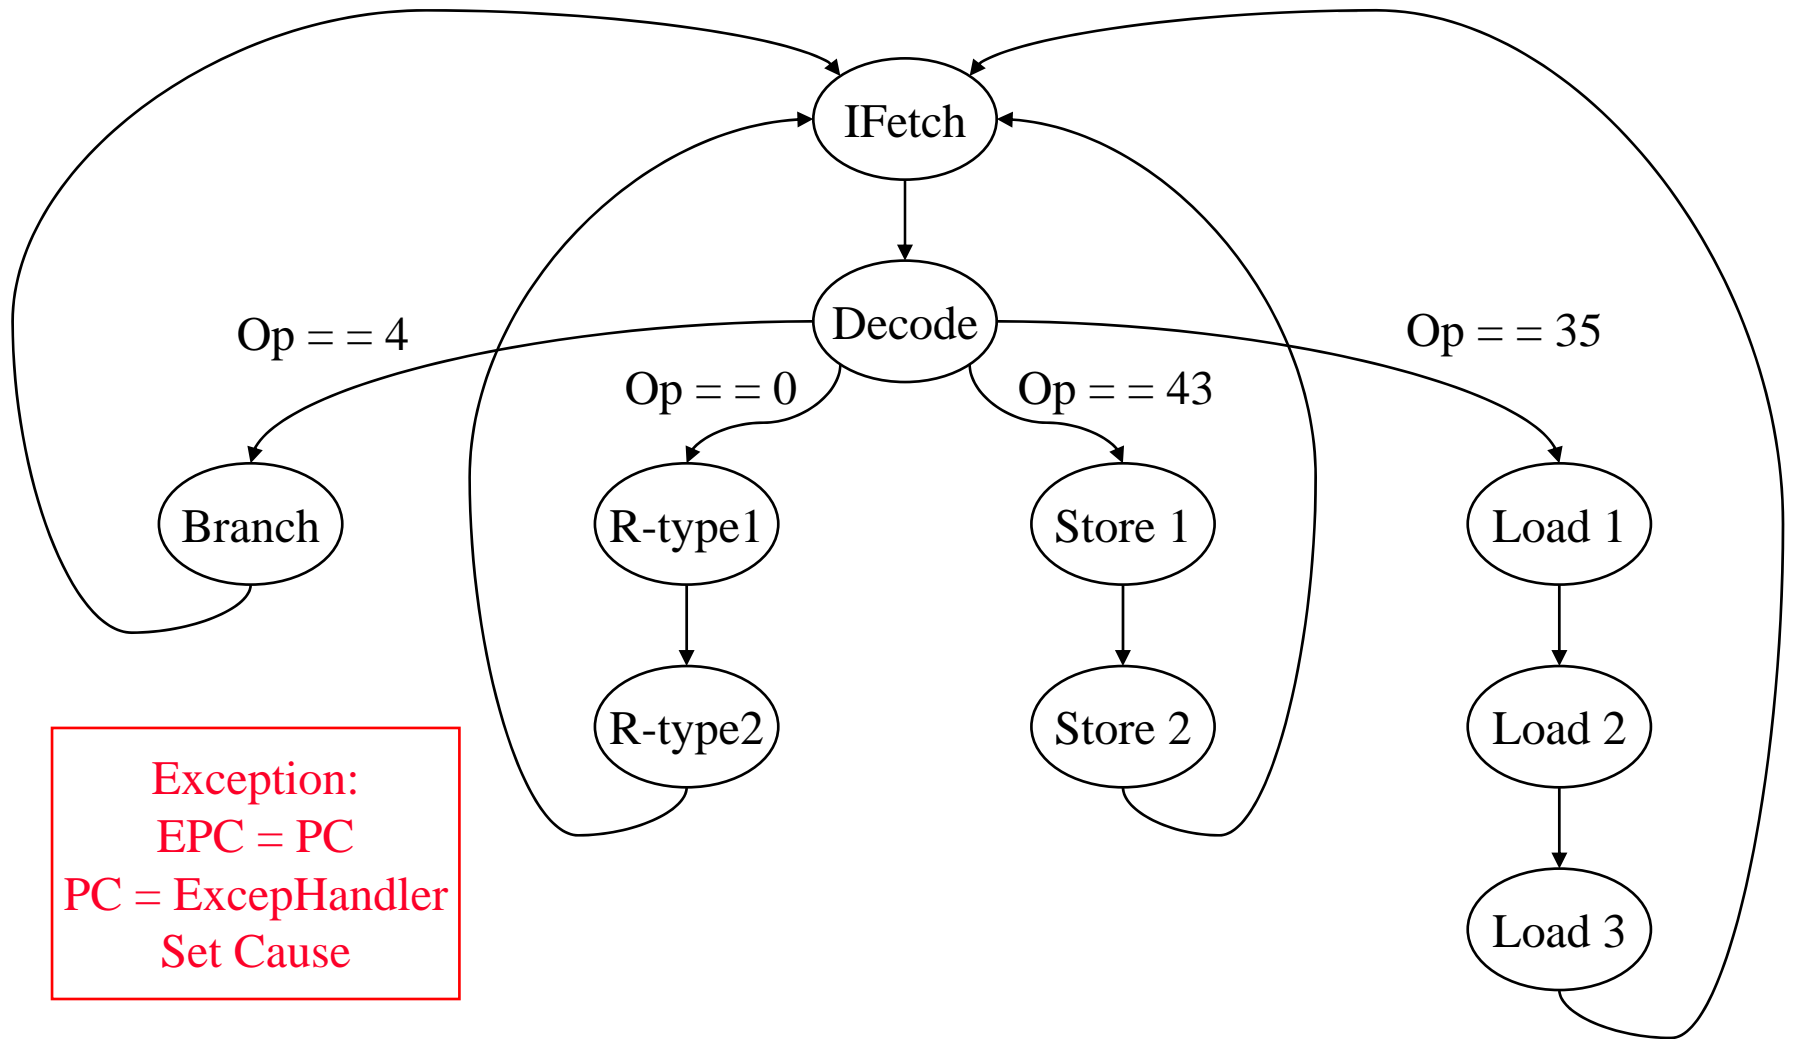 IFetch
Decode
Op = = 4
Op = = 35
Op = = 0
Op = = 43
Branch
R-type1
Store 1
Load 1
R-type2
Store 2
Load 2
Exception:
EPC = PC
PC = ExcepHandler
Set Cause
Load 3